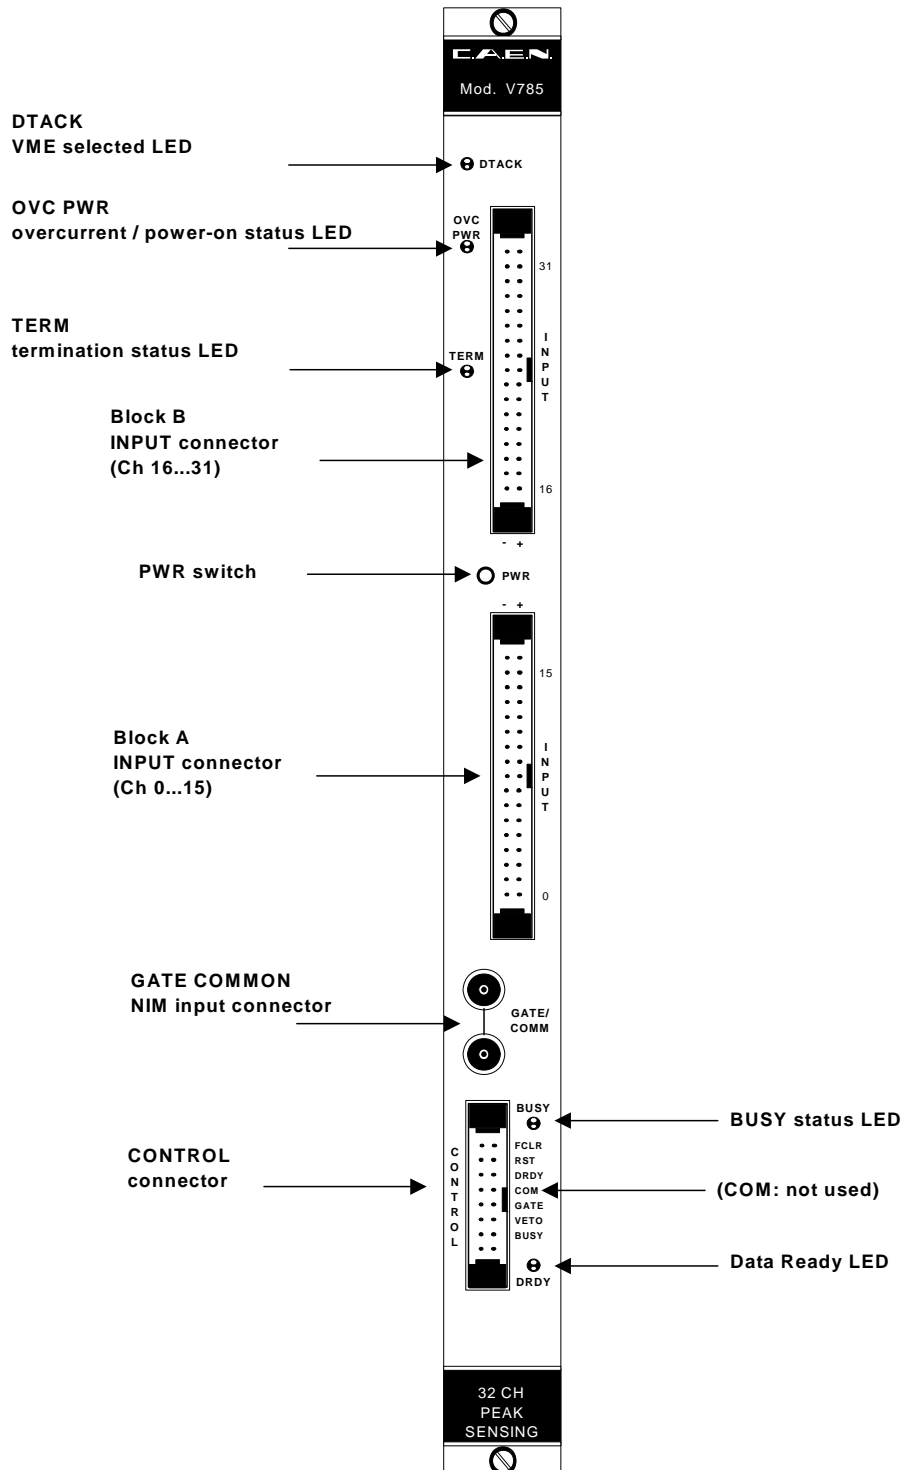 C.A.E.N.
Mod. V785
DTACK
VME selected LED
DTACK
OVC PWR
overcurrent / power-on status LED
OVC
PWR
31
TERM
termination status LED
TERM
INPUT
Block B
INPUT connector
(Ch 16...31)
16
- +
PWR switch
PWR
- +
15
Block A
INPUT connector
(Ch 0...15)
INPUT
0
GATE COMMON
NIM input connector
GATE/
COMM
BUSY
BUSY status LED
CONTROL
connector
CONTROL
FCLR
RST
DRDY
COM
GATE
VETO
BUSY
(COM: not used)
Data Ready LED
DRDY
32 CH
PEAK
SENSING